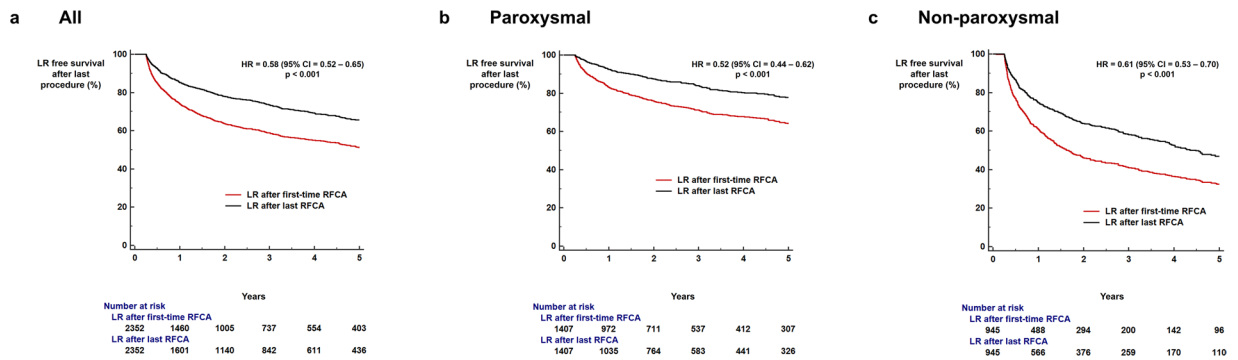 a All
LR free survival
after last
procedure (%)
HR = 0.58 (95% CI = 0.52 – 0.65)
p < 0.001
100
80
60
40
20
0
LR after first-time RFCA
LR after last RFCA
0 1 2 3 4 5
Years
Number at risk
LR after first-time RFCA
2352 1460 1005 737 554 403
LR after last RFCA
2352 1601 1140 842 611 436
b Paroxysmal
LR free survival
after last
procedure (%)
HR = 0.52 (95% CI = 0.44 – 0.62)
p < 0.001
100
80
60
40
20
0
LR after first-time RFCA
LR after last RFCA
0 1 2 3 4 5
Years
Number at risk
LR after first-time RFCA
1407 972 711 537 412 307
LR after last RFCA
1407 1035 764 583 441 326
c Non-paroxysmal
LR free survival
after last
procedure (%)
HR = 0.61 (95% CI = 0.53 – 0.70)
p < 0.001
100
80
60
40
20
0
LR after first-time RFCA
LR after last RFCA
0 1 2 3 4 5
Years
Number at risk
LR after first-time RFCA
945 488 294 200 142 96
LR after last RFCA
945 566 376 259 170 110